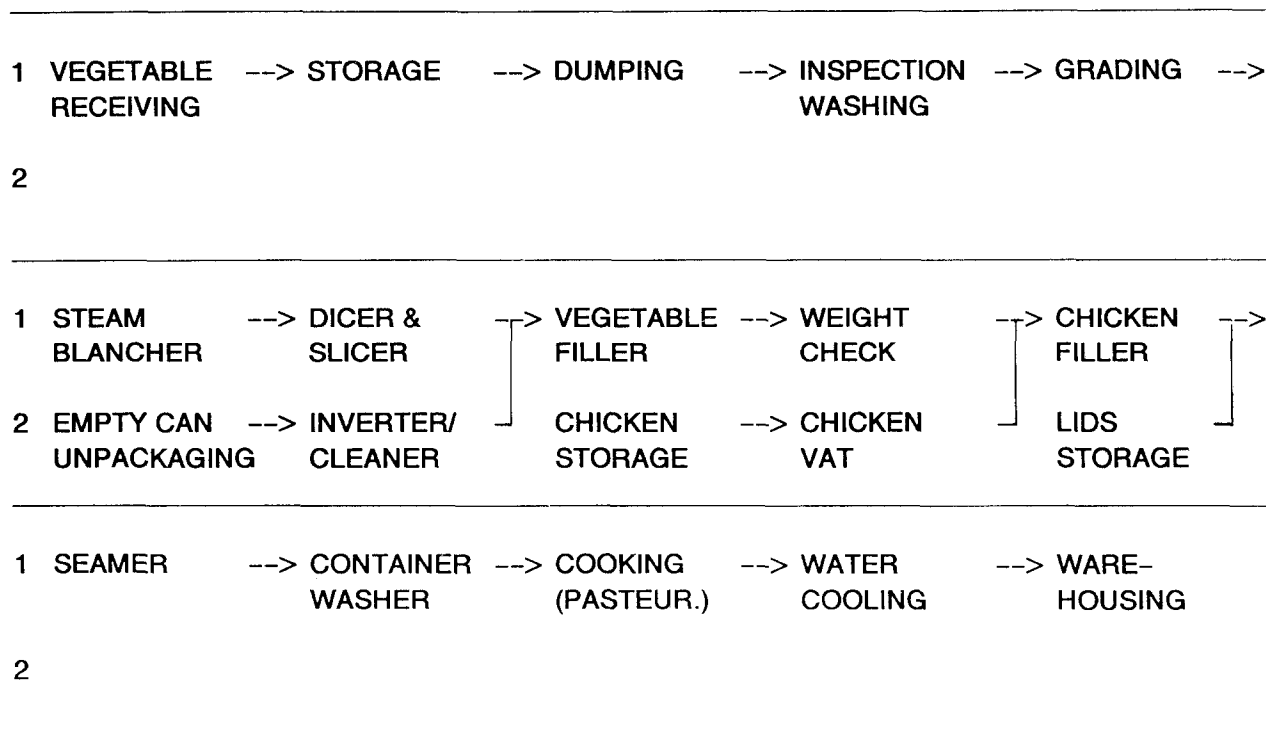 1 VEGETABLE --> STORAGE --> DUMPING --> INSPECTION --> GRADING -->
RECEIVING WASHING
2
1 STEAM --> DICER & --> VEGETABLE --> WEIGHT --> CHICKEN -->
BLANCHER SLICER FILLER CHECK FILLER
2 EMPTY CAN --> INVERTER/ CHICKEN --> CHICKEN LIDS
UNPACKAGING CLEANER STORAGE VAT STORAGE
1 SEAMER --> CONTAINER --> COOKING --> WATER --> WARE-
WASHER (PASTEUR.) COOLING HOUSING
2